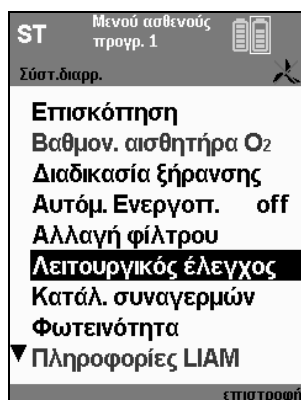 ST
Μενού ασθενούς
προγρ. 1
Σύστ.διαρρ.
Επισκόπηση
Βαθμον. αισθητήρα O2
Διαδικασία ξήρανσης
Αυτόμ. Ενεργοπ. off
Αλλαγή φίλτρου
Λειτουργικός έλεγχος
Κατάλ. συναγερμών
Φωτεινότητα
Πληροφορίες LIAM
επιστροφή